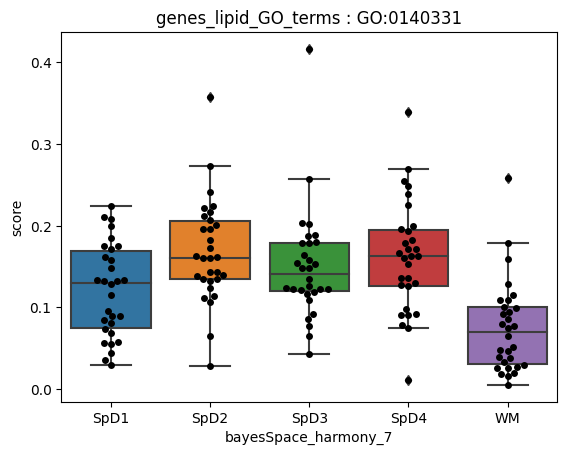 genes_lipid_GO_terms : GO:0140331
score
0.4
0.3
0.2
0.1
0.0
SpD1 SpD2 SpD3 SpD4 WM
bayesSpace_harmony_7